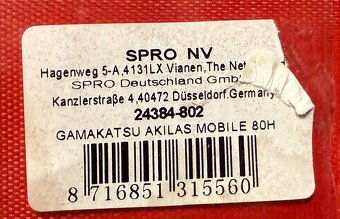 SPRO NV
Hagenweg 5-A,4131LX Vianen,The Net
SPRO Deutschland Gmb
Kanzlerstraße 4,40472 Düsseldorf.Germany
24384-802
GAMAKATSU AKILAS MOBILE 80H
8 716851 315560